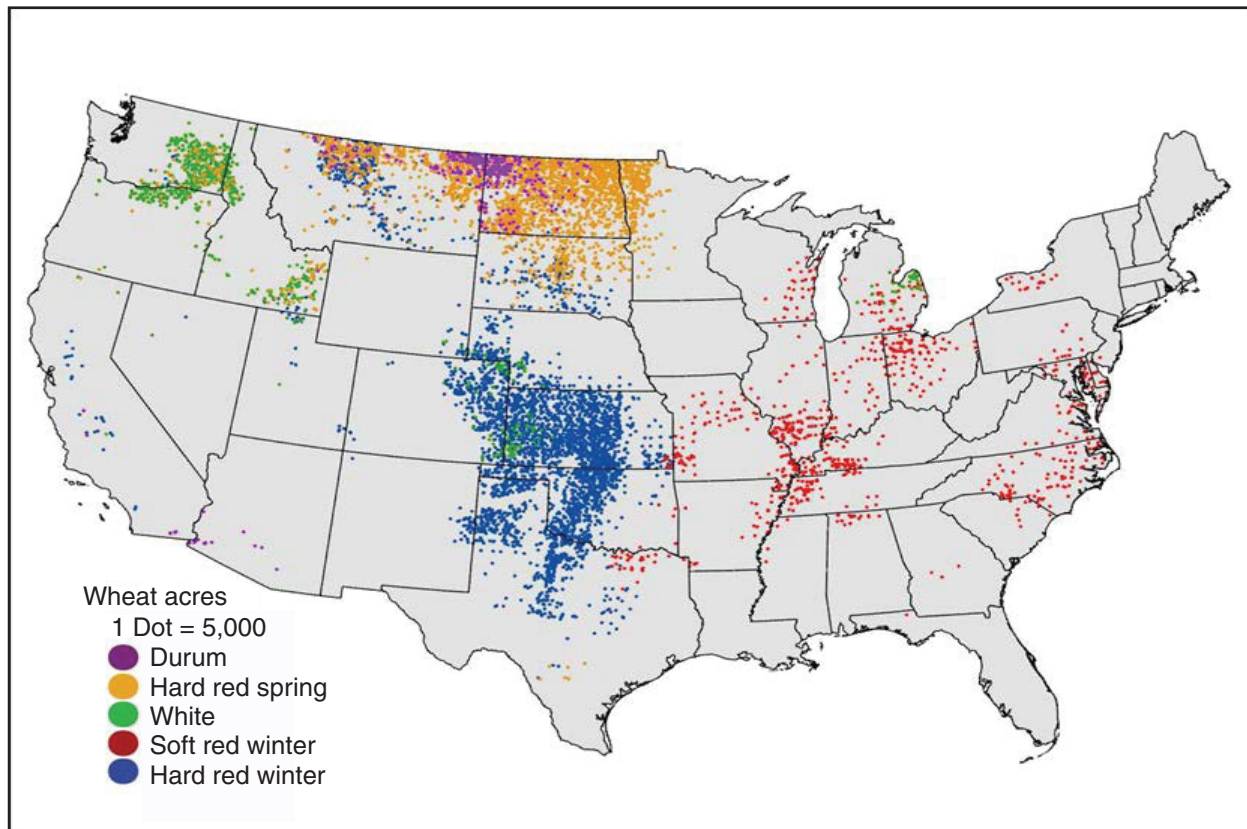 Wheat acres
1 Dot = 5,000
Durum
Hard red spring
White
Soft red winter
Hard red winter